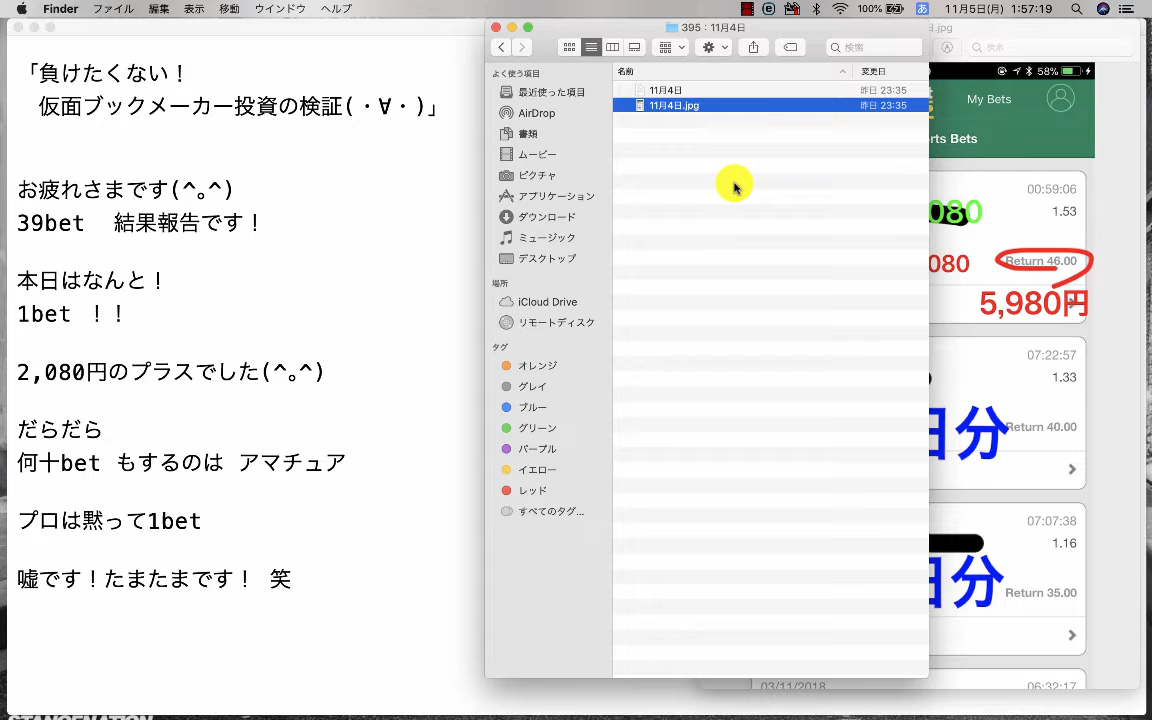 Finder ファイル 編集 表示 移動 ウインドウ ヘルプ 100% あ 11月5日(月) 1:57:19
「負けたくない！
仮面ブックメーカー投資の検証(・∀・)」
お疲れさまです(^｡^)
39bet 結果報告です！
本日はなんと！
1bet ！！
2,080円のプラスでした(^｡^)
だらだら
何十bet もするのは アマチュア
プロは黙って1bet
嘘です！たまたまです！ 笑
395：11月4日
検索
よく使う項目
最近使った項目
AirDrop
書類
ムービー
ピクチャ
アプリケーション
ダウンロード
ミュージック
デスクトップ
場所
iCloud Drive
リモートディスク
タグ
オレンジ
グレイ
ブルー
グリーン
パープル
イエロー
レッド
すべてのタグ...
名前 変更日
11月4日 昨日 23:35
11月4日.jpg 昨日 23:35
.jpg
検索
58%
My Bets
rts Bets
00:59:06
080 1.53
080 Return 46.00
5,980円
07:22:57
1.33
日分 Return 40.00
07:07:38
1.16
日分 Return 35.00
03/11/2018 06:32:17
STANCENATION